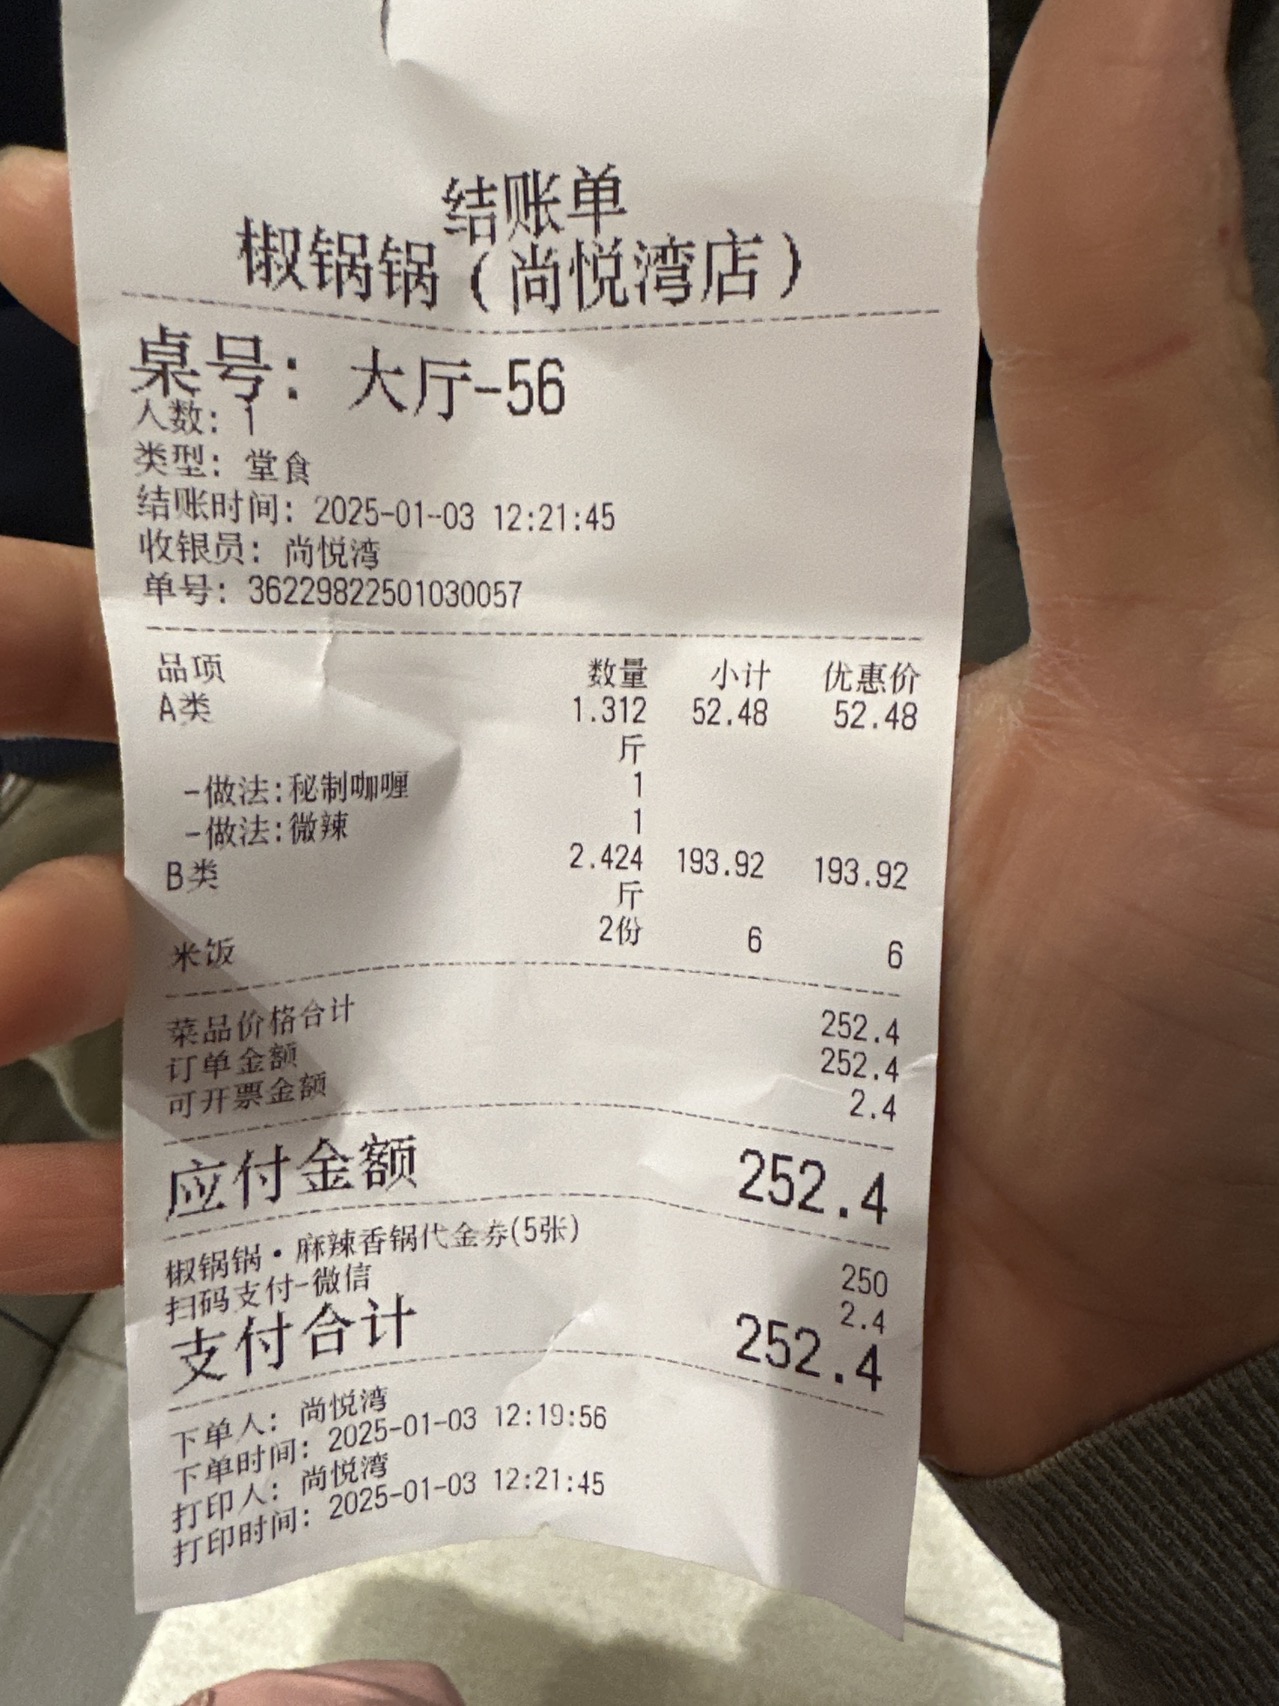 结账单
椒锅锅(尚悦湾店)
桌号: 大厅-56
人数: 1
类型: 堂食
结账时间: 2025-01-03 12:21:45
收银员: 尚悦湾
单号: 36229822501030057
品项 数量 小计 优惠价
A类 1.312 52.48 52.48
斤
-做法:秘制咖喱 1
-做法:微辣 1
B类 2.424 193.92 193.92
斤
米饭 2份 6 6
菜品价格合计 252.4
订单金额 252.4
可开票金额 2.4
应付金额 252.4
椒锅锅·麻辣香锅代金券(5张) 250
扫码支付-微信 2.4
支付合计 252.4
下单人: 尚悦湾
下单时间: 2025-01-03 12:19:56
打印人: 尚悦湾
打印时间: 2025-01-03 12:21:45